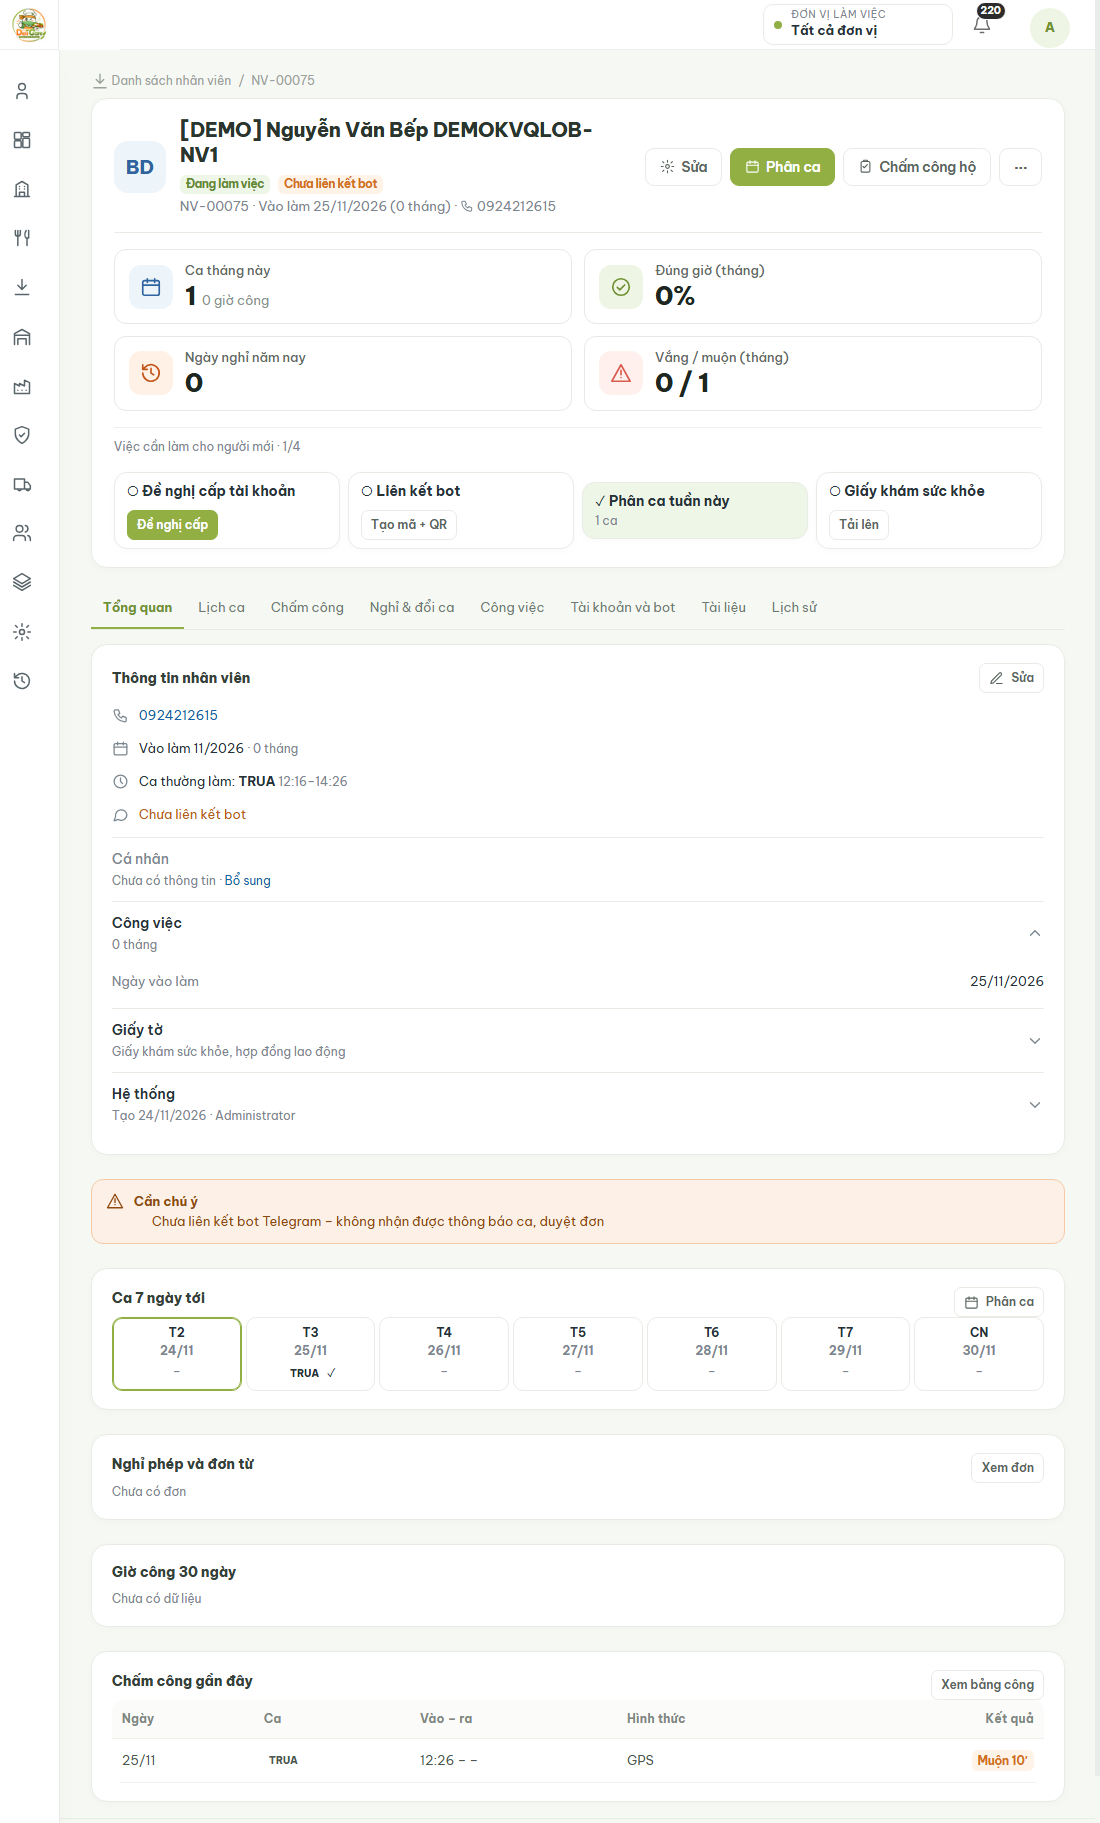 ĐƠN VỊ LÀM VIỆC
Tất cả đơn vị
220
A
Danh sách nhân viên / NV-00075
BD
[DEMO] Nguyễn Văn Bếp DEMOKVQLOB-
NV1
Đang làm việc Chưa liên kết bot
NV-00075 · Vào làm 25/11/2026 (0 tháng) · 0924212615
Sửa
Phân ca
Chấm công hộ
...
Ca tháng này
1 0 giờ công
Đúng giờ (tháng)
0%
Ngày nghỉ năm nay
0
Vắng / muộn (tháng)
0 / 1
Việc cần làm cho người mới · 1/4
○ Đề nghị cấp tài khoản
Đề nghị cấp
○ Liên kết bot
Tạo mã + QR
✓ Phân ca tuần này
1 ca
○ Giấy khám sức khỏe
Tải lên
Tổng quan Lịch ca Chấm công Nghỉ & đổi ca Công việc Tài khoản và bot Tài liệu Lịch sử
Thông tin nhân viên
Sửa
0924212615
Vào làm 11/2026 · 0 tháng
Ca thường làm: TRUA 12:16–14:26
Chưa liên kết bot
Cá nhân
Chưa có thông tin · Bổ sung
Công việc
0 tháng
Ngày vào làm 25/11/2026
Giấy tờ
Giấy khám sức khỏe, hợp đồng lao động
Hệ thống
Tạo 24/11/2026 · Administrator
Cần chú ý
Chưa liên kết bot Telegram – không nhận được thông báo ca, duyệt đơn
Ca 7 ngày tới
Phân ca
T2 T3 T4 T5 T6 T7 CN
24/11 25/11 26/11 27/11 28/11 29/11 30/11
– TRUA ✓ – – – – –
Nghỉ phép và đơn từ
Xem đơn
Chưa có đơn
Giờ công 30 ngày
Chưa có dữ liệu
Chấm công gần đây
Xem bảng công
Ngày Ca Vào – ra Hình thức Kết quả
25/11 TRUA 12:26 – – GPS Muộn 10'